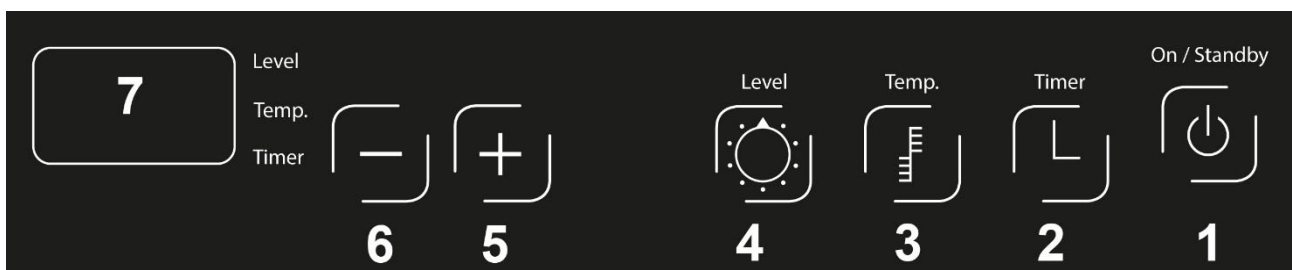 7
Level
Temp.
Timer
− +
Level
Temp.
Timer
On / Standby
6 5 4 3 2 1